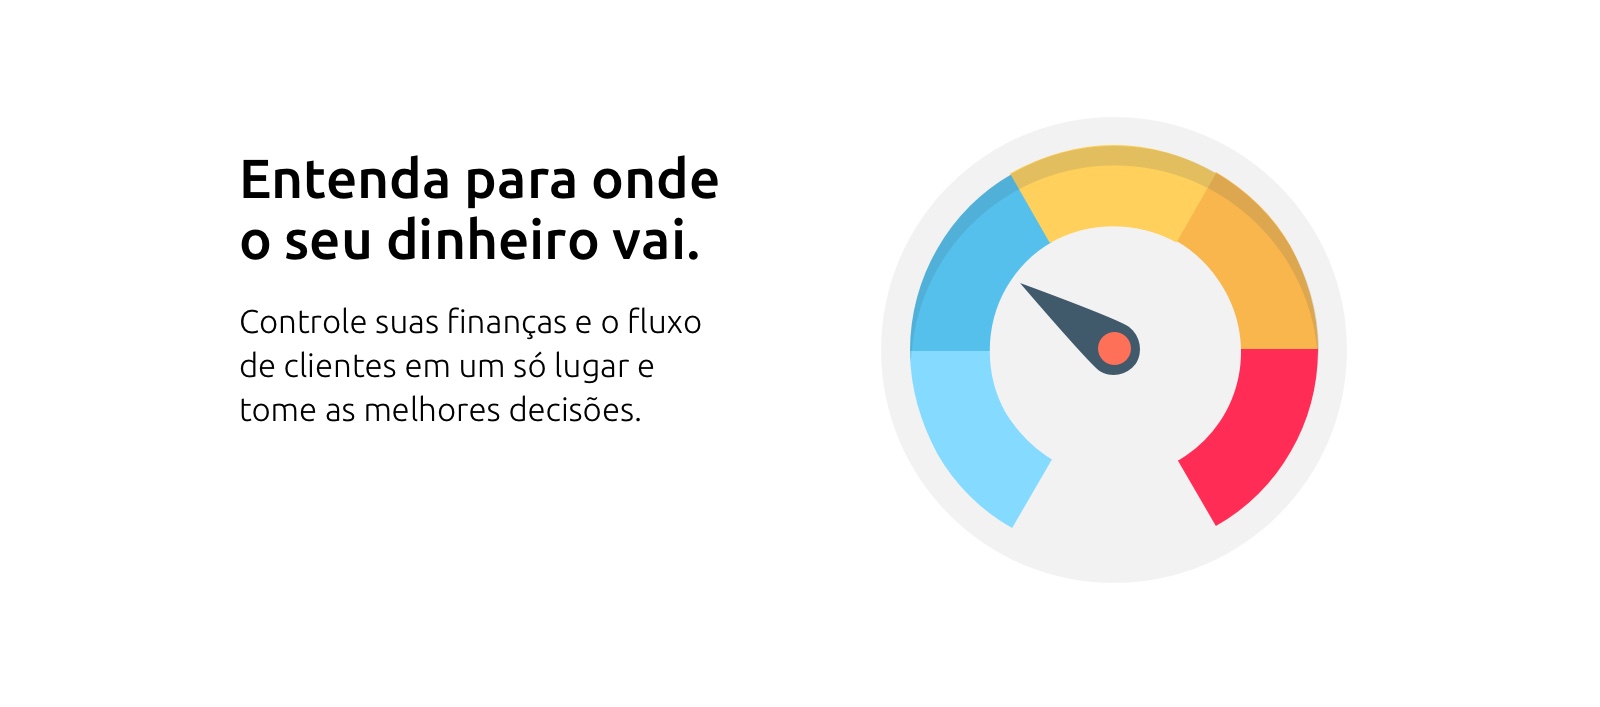 Entenda para onde
o seu dinheiro vai.
Controle suas finanças e o fluxo
de clientes em um só lugar e
tome as melhores decisões.